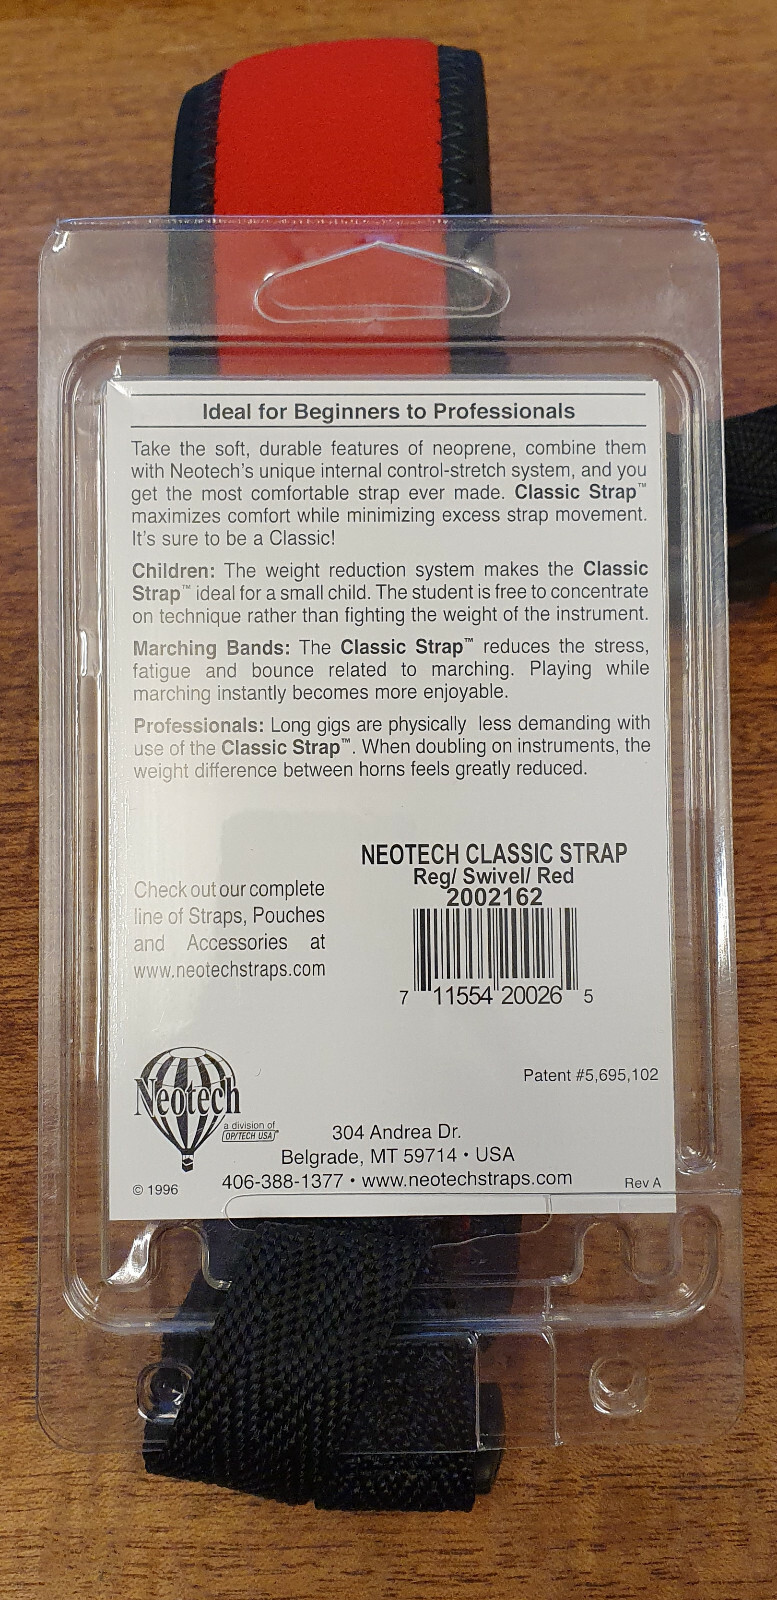 Ideal for Beginners to Professionals
Take the soft, durable features of neoprene, combine them
with Neotech's unique internal control-stretch system, and you
get the most comfortable strap ever made. Classic Strap™
maximizes comfort while minimizing excess strap movement.
It's sure to be a Classic!
Children: The weight reduction system makes the Classic
Strap™ ideal for a small child. The student is free to concentrate
on technique rather than fighting the weight of the instrument.
Marching Bands: The Classic Strap™ reduces the stress,
fatigue and bounce related to marching. Playing while
marching instantly becomes more enjoyable.
Professionals: Long gigs are physically less demanding with
use of the Classic Strap™. When doubling on instruments, the
weight difference between horns feels greatly reduced.
Check out our complete
line of Straps, Pouches
and Accessories at
www.neotechstraps.com
NEOTECH CLASSIC STRAP
Reg/ Swivel/ Red
2002162
7 11554 20026 5
Neotech
a division of
OP/TECH USA®
© 1996
Patent #5,695,102
304 Andrea Dr.
Belgrade, MT 59714 • USA
406-388-1377 • www.neotechstraps.com
Rev A